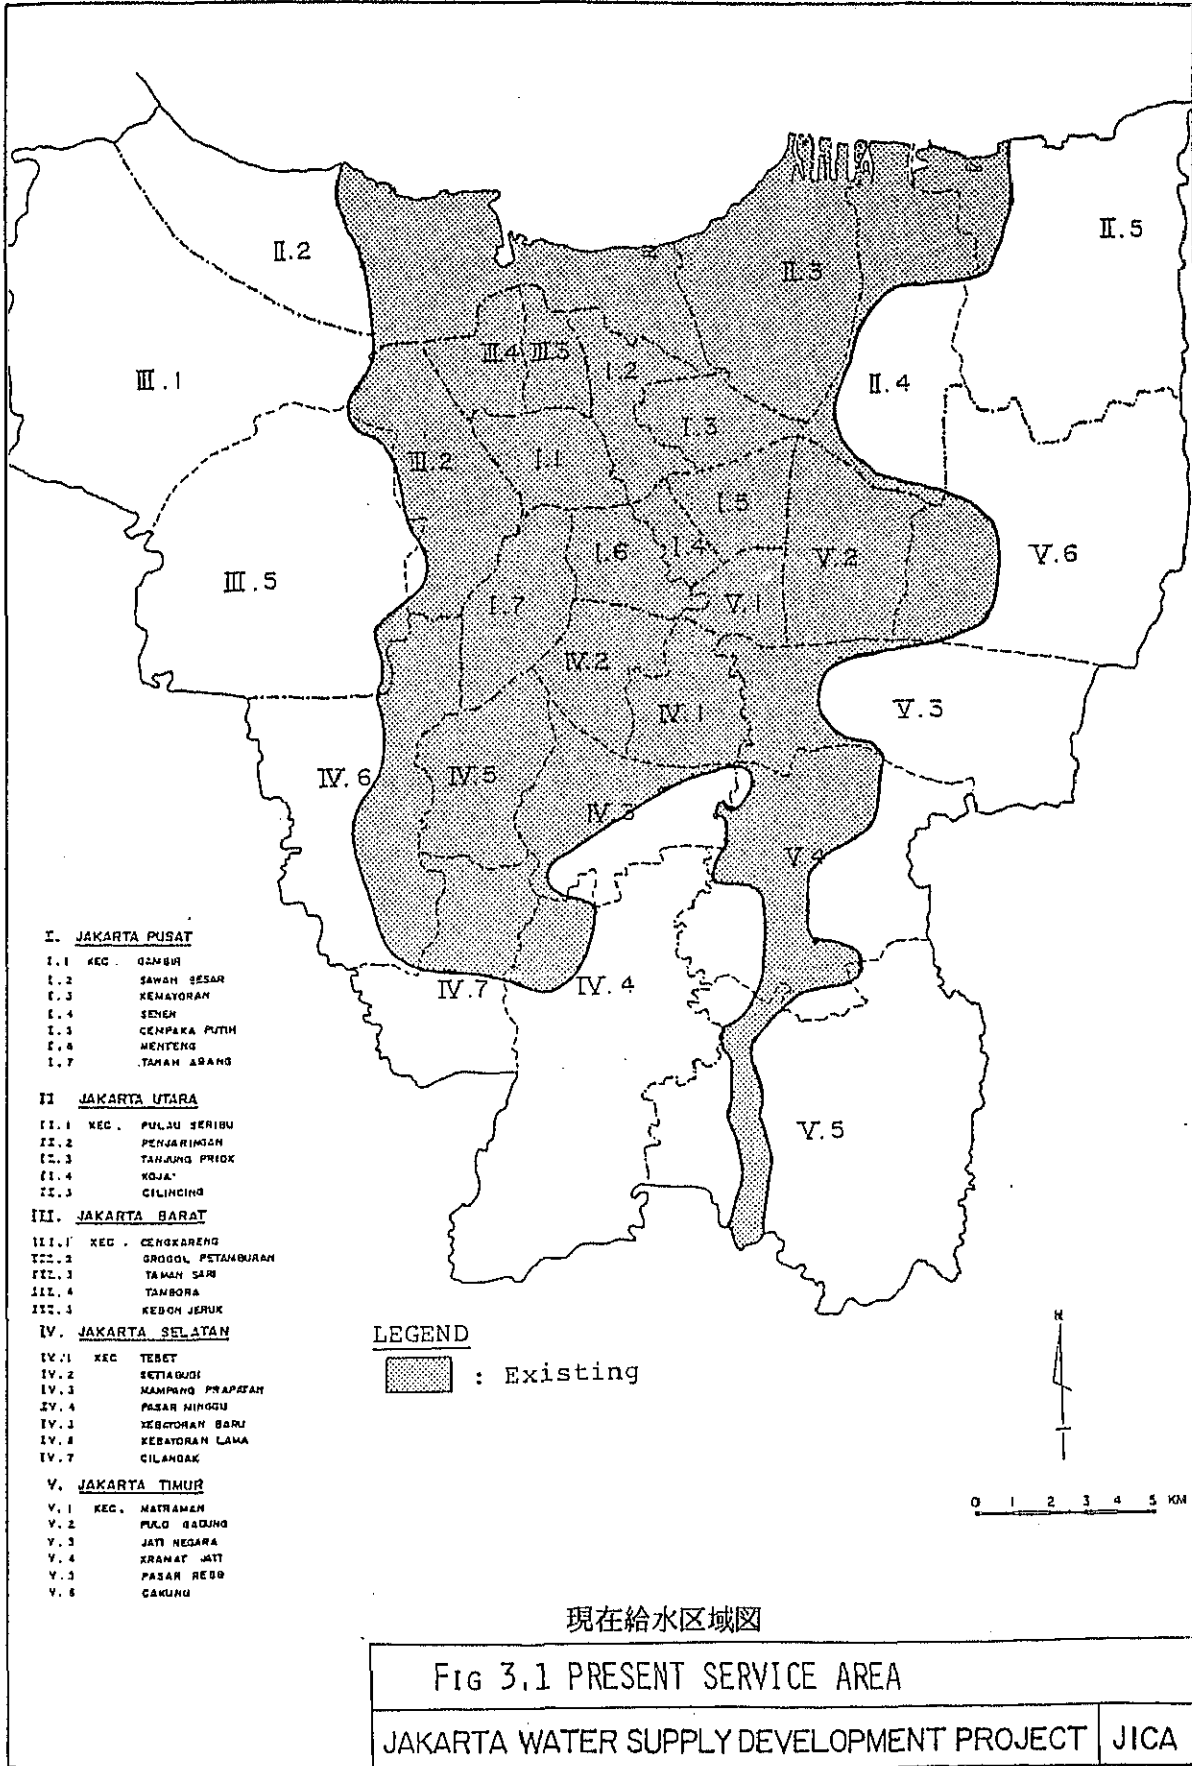 II.2
II.3
II.5
III.1
III.4
III.5
I.2
II.4
I.3
III.2
I.1
I.5
III.5
I.6
I.4
V.2
V.6
I.7
V.1
IV.2
IV.1
V.3
IV.6
IV.5
IV.3
V.4
IV.7
IV.4
V.5
I. JAKARTA PUSAT
I.1 KEC. GAMBIR
I.2 SAWAH BESAR
I.3 KEMAYORAN
I.4 SENEN
I.5 CEMPAKA PUTIH
I.6 MENTENG
I.7 TANAH ABANG
II JAKARTA UTARA
II.1 KEC. PULAU SERIBU
II.2 PENJARINGAN
II.3 TANJUNG PRIOK
II.4 KOJA
II.5 CILINCING
III. JAKARTA BARAT
III.1 KEC. CENGKARENG
III.2 GROGOL PETAMBURAN
III.3 TAMAN SARI
III.4 TAMBORA
III.5 KEBON JERUK
IV. JAKARTA SELATAN
IV.1 KEC TEBET
IV.2 SETIABUDI
IV.3 MAMPANG PRAPATAN
IV.4 PASAR MINGGU
IV.5 KEBAYORAN BARU
IV.6 KEBAYORAN LAMA
IV.7 CILANDAK
V. JAKARTA TIMUR
V.1 KEC. MATRAMAN
V.2 PULO GADUNG
V.3 JATI NEGARA
V.4 KRAMAT JATI
V.5 PASAR REBO
V.6 CAKUNG
LEGEND
: Existing
N
0 1 2 3 4 5 KM
現在給水区域図
FIG 3.1 PRESENT SERVICE AREA
JAKARTA WATER SUPPLY DEVELOPMENT PROJECT JICA